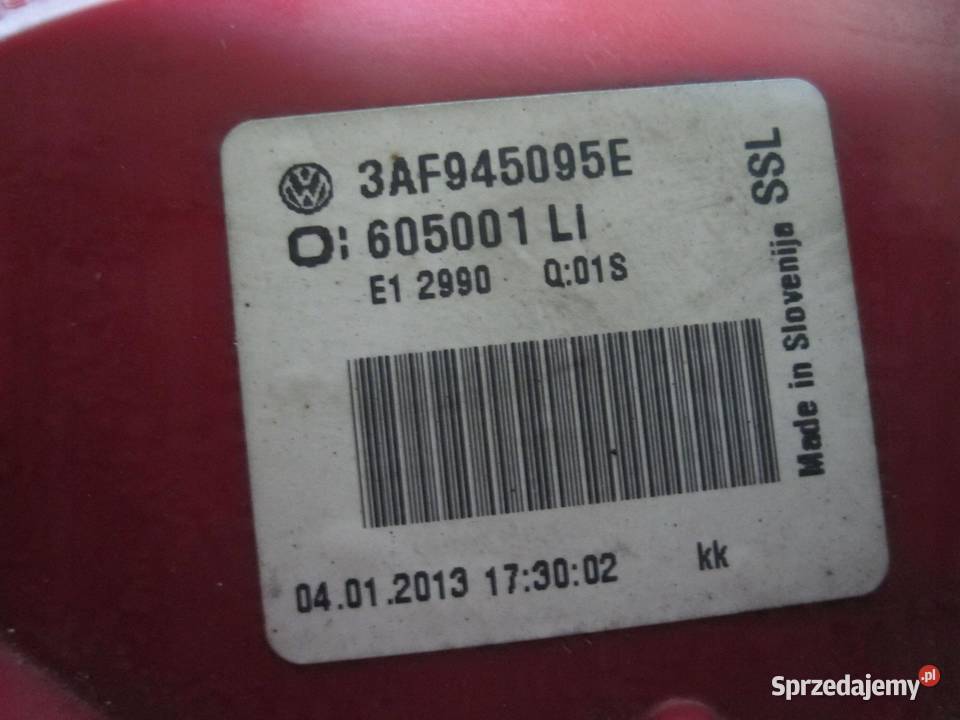 3AF945095E
605001 LI
E1 2990 Q:01S
Made in Slovenija SSL
04.01.2013 17:30:02 kk
Sprzedajemy.pl